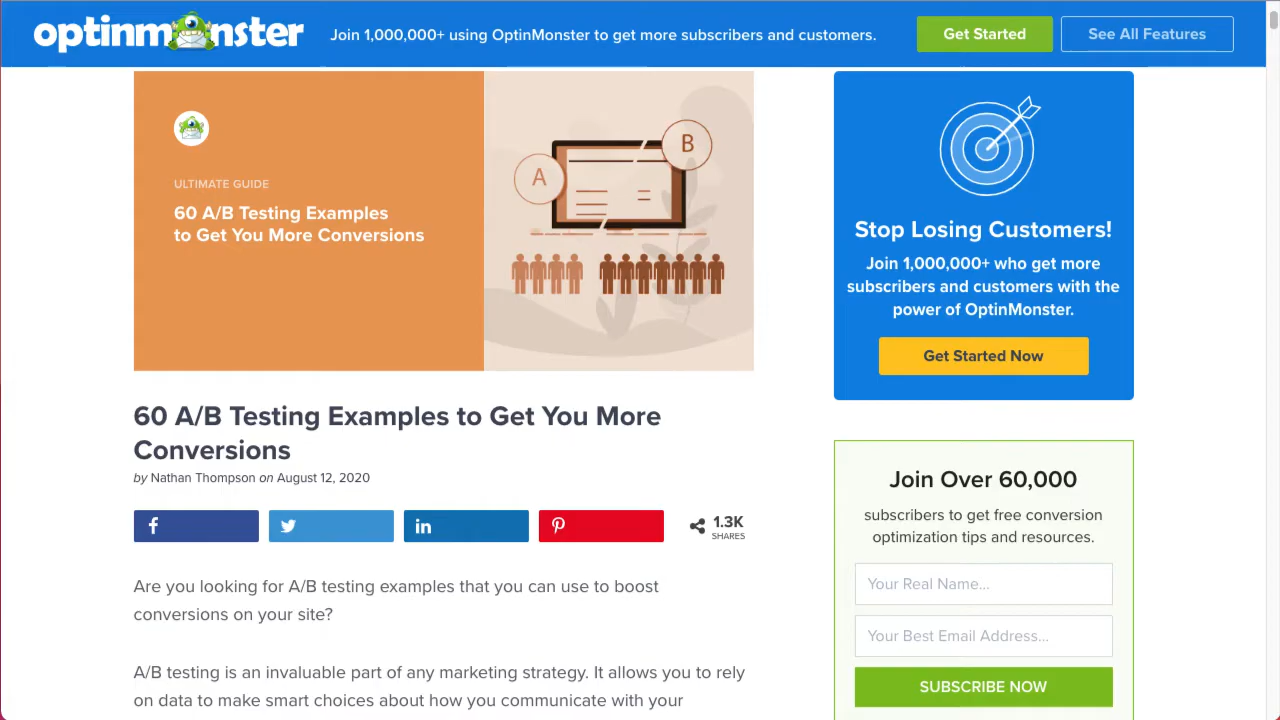 optinmonster
Join 1,000,000+ using OptinMonster to get more subscribers and customers.
Get Started
See All Features
ULTIMATE GUIDE
60 A/B Testing Examples
to Get You More Conversions
A
B
60 A/B Testing Examples to Get You More
Conversions
by Nathan Thompson on August 12, 2020
1.3K
SHARES
Are you looking for A/B testing examples that you can use to boost
conversions on your site?
A/B testing is an invaluable part of any marketing strategy. It allows you to rely
on data to make smart choices about how you communicate with your
Stop Losing Customers!
Join 1,000,000+ who get more
subscribers and customers with the
power of OptinMonster.
Get Started Now
Join Over 60,000
subscribers to get free conversion
optimization tips and resources.
Your Real Name...
Your Best Email Address...
SUBSCRIBE NOW